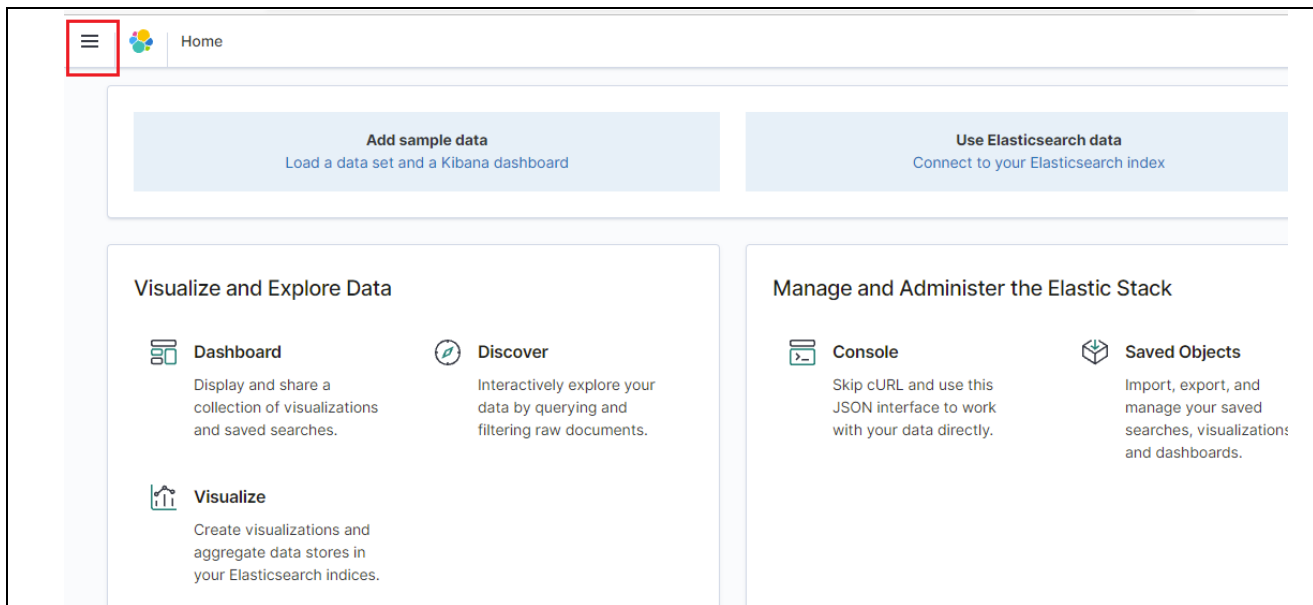 Home
Add sample data
Load a data set and a Kibana dashboard
Use Elasticsearch data
Connect to your Elasticsearch index
Visualize and Explore Data
Dashboard
Display and share a
collection of visualizations
and saved searches.
Discover
Interactively explore your
data by querying and
filtering raw documents.
Visualize
Create visualizations and
aggregate data stores in
your Elasticsearch indices.
Manage and Administer the Elastic Stack
Console
Skip cURL and use this
JSON interface to work
with your data directly.
Saved Objects
Import, export, and
manage your saved
searches, visualizations
and dashboards.